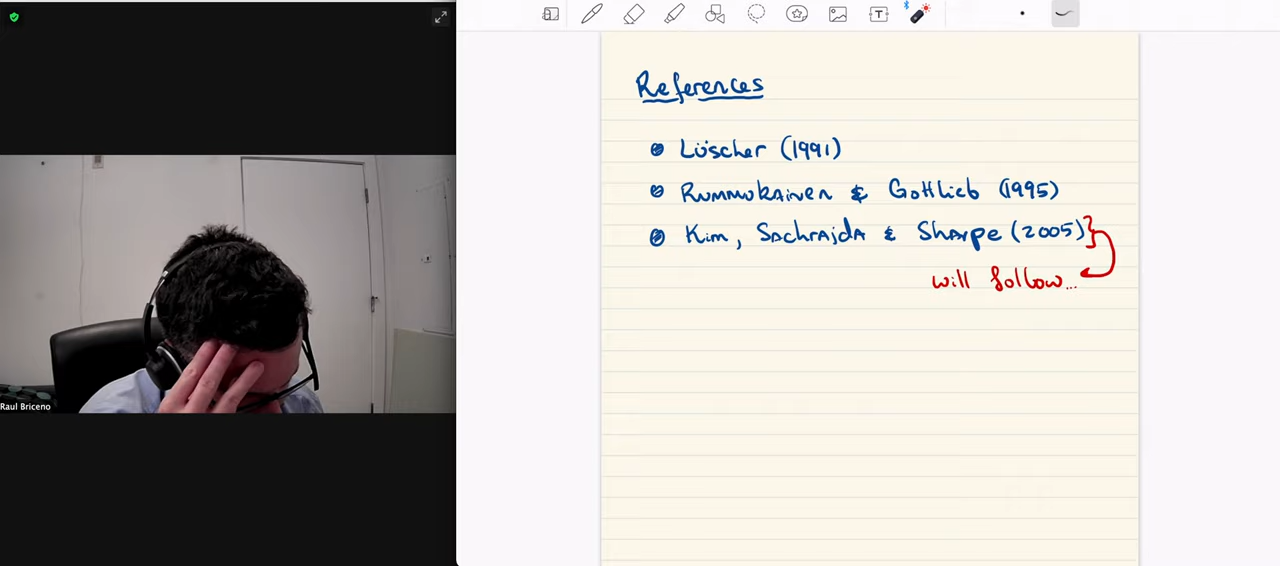 References
Lüscher (1991)
Rummukainen & Gottlieb (1995)
Kim, Sachrajda & Sharpe (2005)
will follow...
Raul Briceno
T